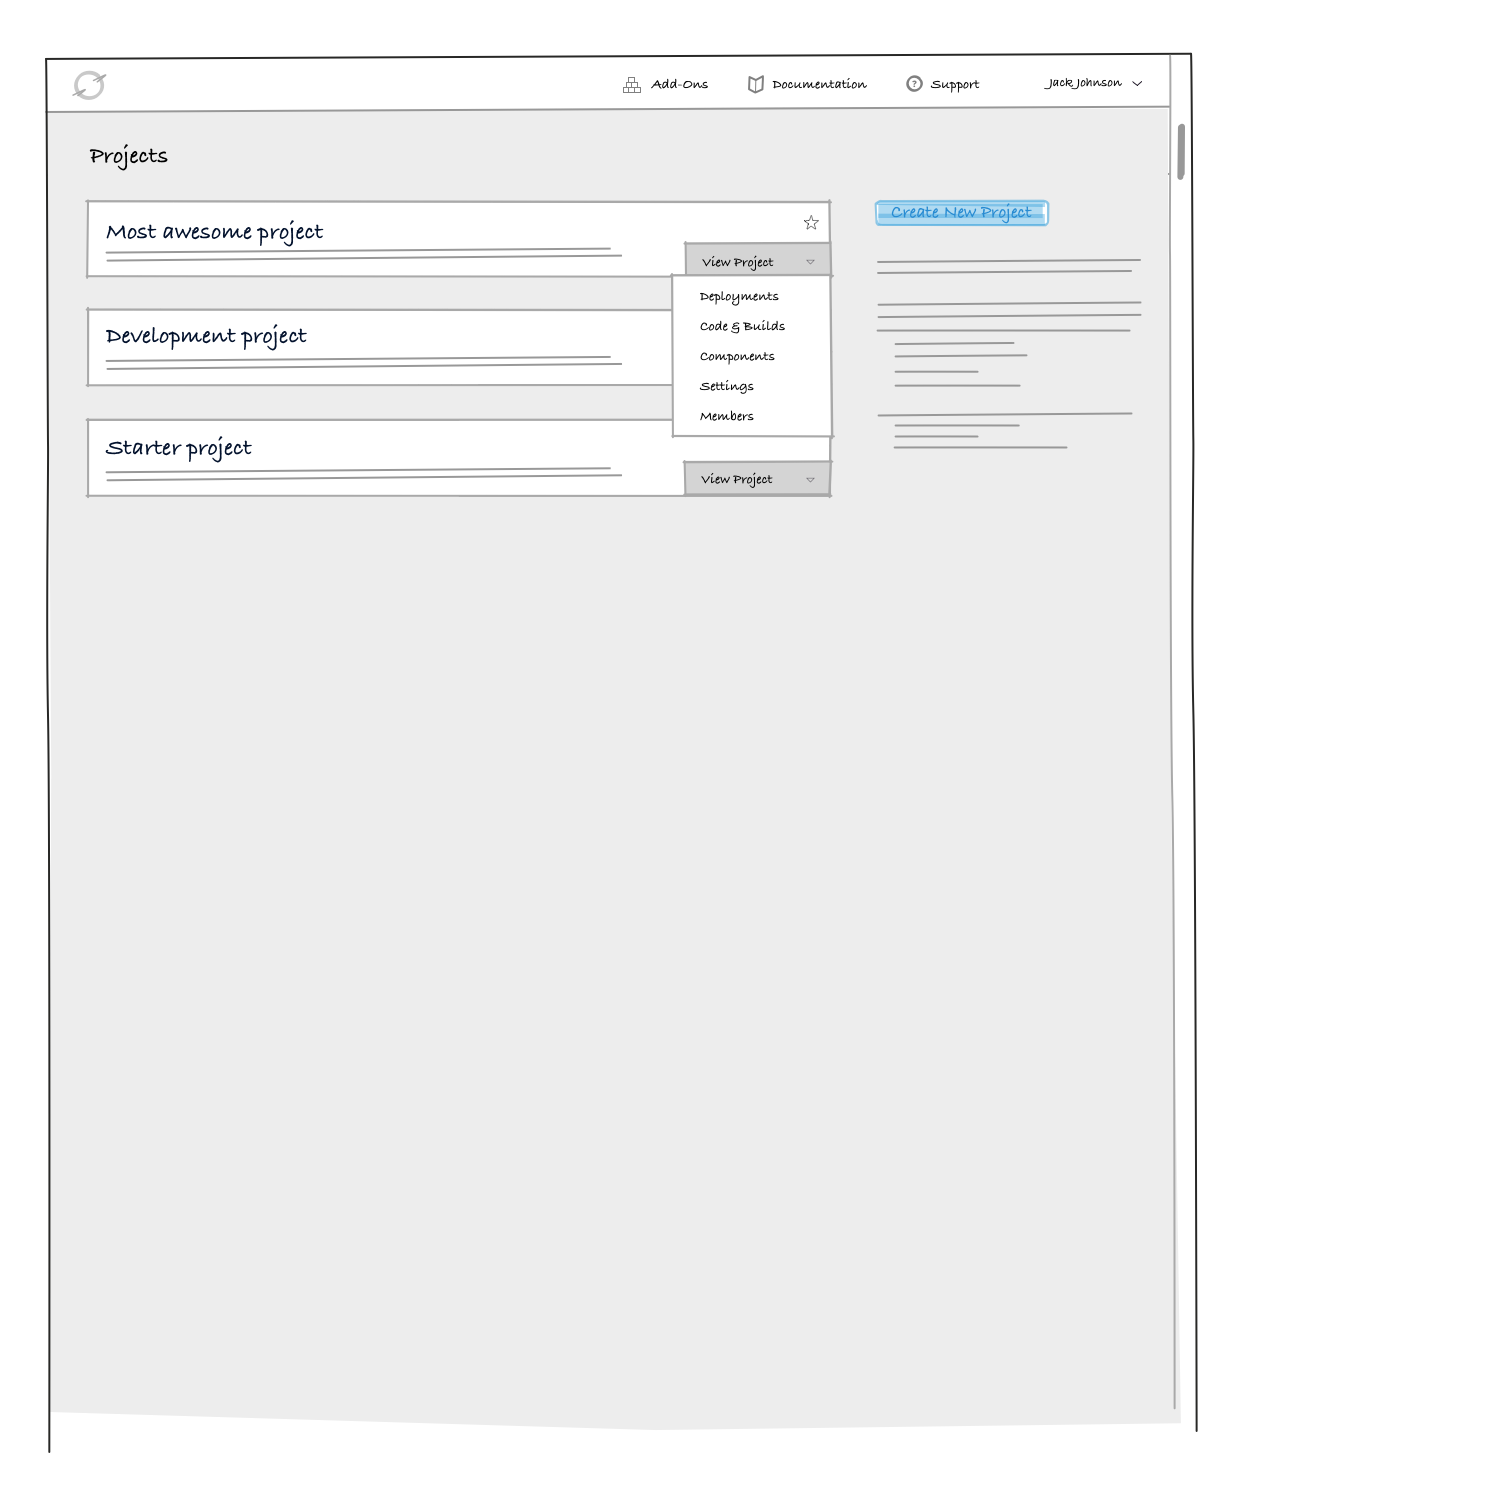 Add-Ons
Documentation
? Support
Jack Johnson
Projects
Most awesome project
View Project
Create New Project
Deployments
Code & Builds
Components
Settings
Members
Development project
Starter project
View Project